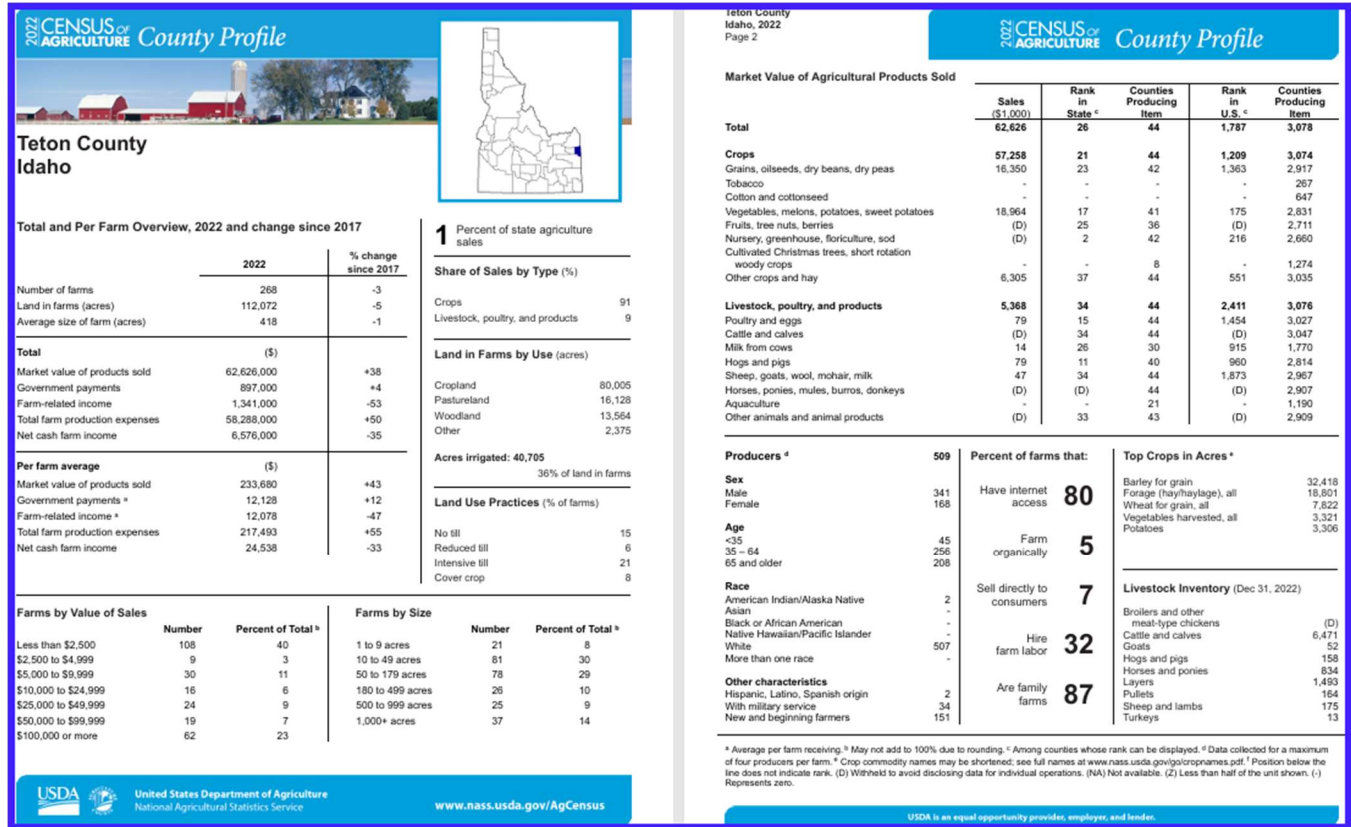 2022 CENSUS OF AGRICULTURE County Profile
Teton County
Idaho
Total and Per Farm Overview, 2022 and change since 2017
2022 % change since 2017
Number of farms 268 -3
Land in farms (acres) 112,072 -5
Average size of farm (acres) 418 -1
Total ($)
Market value of products sold 62,626,000 +38
Government payments 897,000 +4
Farm-related income 1,341,000 -53
Total farm production expenses 58,288,000 +50
Net cash farm income 6,576,000 -35
Per farm average ($)
Market value of products sold 233,680 +43
Government payments a 12,128 +12
Farm-related income a 12,078 -47
Total farm production expenses 217,493 +55
Net cash farm income 24,538 -33
1 Percent of state agriculture sales
Share of Sales by Type (%)
Crops 91
Livestock, poultry, and products 9
Land in Farms by Use (acres)
Cropland 80,005
Pastureland 16,128
Woodland 13,564
Other 2,375
Acres irrigated: 40,705
36% of land in farms
Land Use Practices (% of farms)
No till 15
Reduced till 6
Intensive till 21
Cover crop 8
Farms by Value of Sales
Number Percent of Total b
Less than $2,500 108 40
$2,500 to $4,999 9 3
$5,000 to $9,999 30 11
$10,000 to $24,999 16 6
$25,000 to $49,999 24 9
$50,000 to $99,999 19 7
$100,000 or more 62 23
Farms by Size
Number Percent of Total b
1 to 9 acres 21 8
10 to 49 acres 81 30
50 to 179 acres 78 29
180 to 499 acres 26 10
500 to 999 acres 25 9
1,000+ acres 37 14
USDA
United States Department of Agriculture
National Agricultural Statistics Service
www.nass.usda.gov/AgCensus
Teton County
Idaho, 2022
Page 2
2022 CENSUS OF AGRICULTURE County Profile
Market Value of Agricultural Products Sold
Sales ($1,000) Rank in State c Counties Producing Item Rank in U.S. c Counties Producing Item
Total 62,626 26 44 1,787 3,078
Crops 57,258 21 44 1,209 3,074
Grains, oilseeds, dry beans, dry peas 16,350 23 42 1,363 2,917
Tobacco - - - - 267
Cotton and cottonseed - - - - 647
Vegetables, melons, potatoes, sweet potatoes 18,964 17 41 175 2,831
Fruits, tree nuts, berries (D) 25 36 (D) 2,711
Nursery, greenhouse, floriculture, sod (D) 2 42 216 2,660
Cultivated Christmas trees, short rotation
woody crops - - 8 - 1,274
Other crops and hay 6,305 37 44 551 3,035
Livestock, poultry, and products 5,368 34 44 2,411 3,076
Poultry and eggs 79 15 44 1,454 3,027
Cattle and calves (D) 34 44 (D) 3,047
Milk from cows 14 26 30 915 1,770
Hogs and pigs 79 11 40 960 2,814
Sheep, goats, wool, mohair, milk 47 34 44 1,873 2,967
Horses, ponies, mules, burros, donkeys (D) (D) 44 (D) 2,907
Aquaculture - - 21 - 1,190
Other animals and animal products (D) 33 43 (D) 2,909
Producers d 509
Sex
Male 341
Female 168
Age
<35 45
35 – 64 256
65 and older 208
Race
American Indian/Alaska Native 2
Asian -
Black or African American -
Native Hawaiian/Pacific Islander -
White 507
More than one race -
Other characteristics
Hispanic, Latino, Spanish origin 2
With military service 34
New and beginning farmers 151
Percent of farms that:
Have internet access 80
Farm organically 5
Sell directly to consumers 7
Hire farm labor 32
Are family farms 87
Top Crops in Acres e
Barley for grain 32,418
Forage (hay/haylage), all 18,801
Wheat for grain, all 7,822
Vegetables harvested, all 3,321
Potatoes 3,306
Livestock Inventory (Dec 31, 2022)
Broilers and other
meat-type chickens (D)
Cattle and calves 6,471
Goats 52
Hogs and pigs 158
Horses and ponies 834
Layers 1,493
Pullets 164
Sheep and lambs 175
Turkeys 13
a Average per farm receiving. b May not add to 100% due to rounding. c Among counties whose rank can be displayed. d Data collected for a maximum
of four producers per farm. e Crop commodity names may be shortened; see full names at www.nass.usda.gov/go/cropnames.pdf. f Position below the
line does not indicate rank. (D) Withheld to avoid disclosing data for individual operations. (NA) Not available. (Z) Less than half of the unit shown. (-)
Represents zero.
USDA is an equal opportunity provider, employer, and lender.